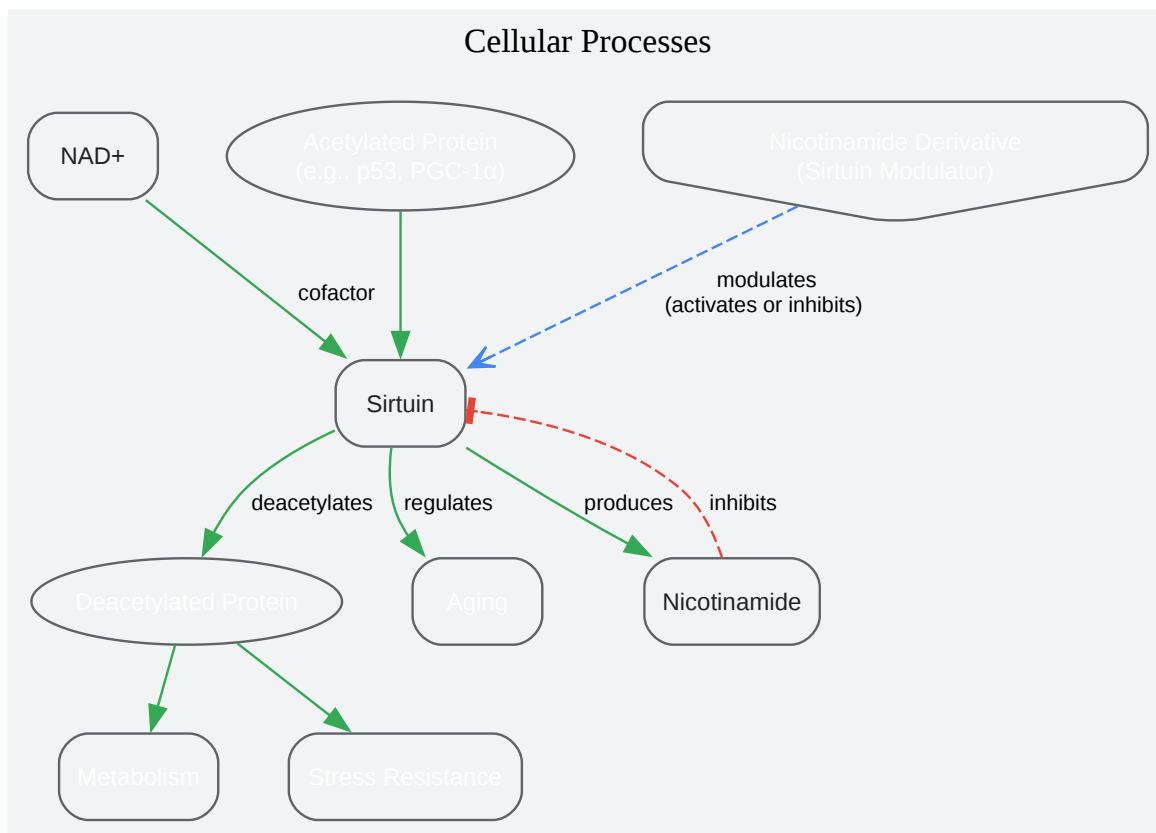 Cellular Processes
NAD+
Acetylated Protein
(e.g., p53, PGC-1α)
Nicotinamide Derivative
(Sirtuin Modulator)
cofactor
modulates
(activates or inhibits)
Sirtuin
deacetylates
regulates
produces
inhibits
Deacetylated Protein
Aging
Nicotinamide
Metabolism
Stress Resistance